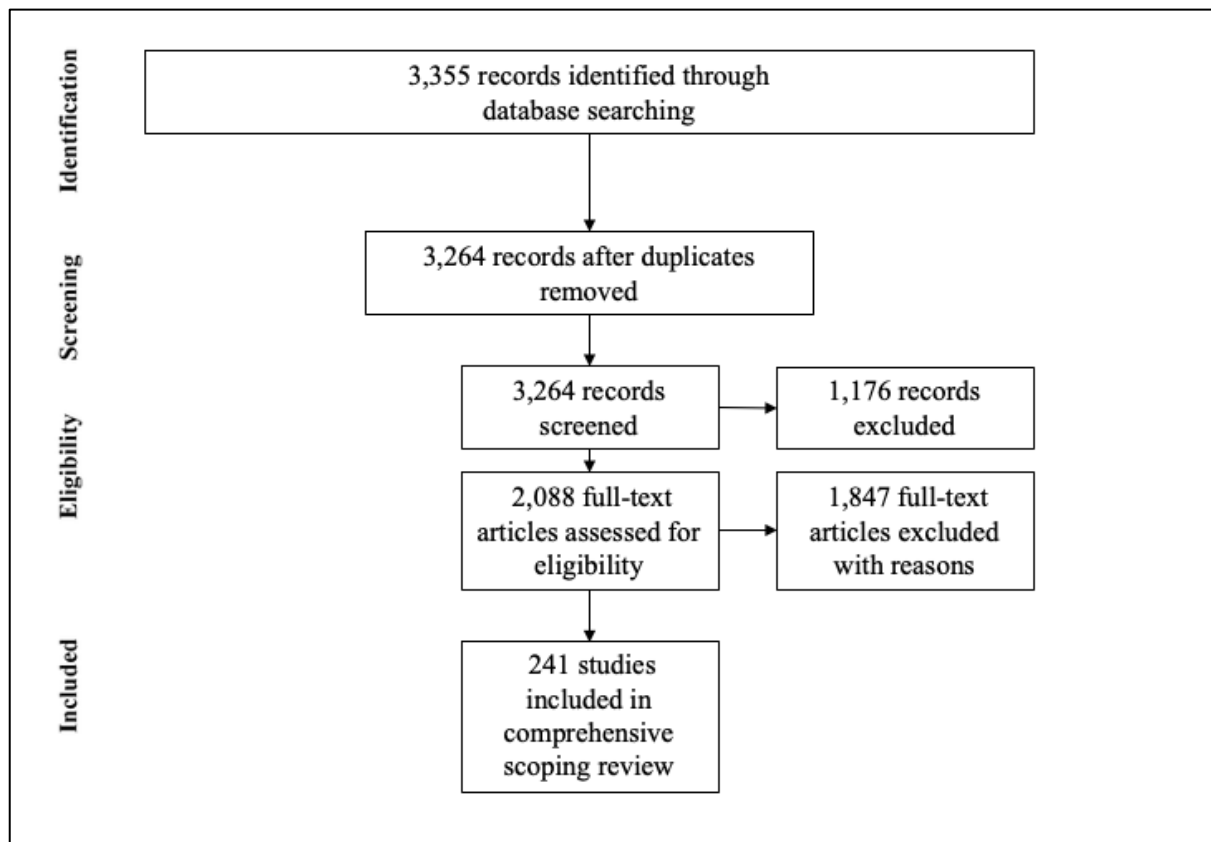 Identification
3,355 records identified through
database searching
Screening
3,264 records after duplicates
removed
3,264 records
screened
1,176 records
excluded
Eligibility
2,088 full-text
articles assessed for
eligibility
1,847 full-text
articles excluded
with reasons
Included
241 studies
included in
comprehensive
scoping review